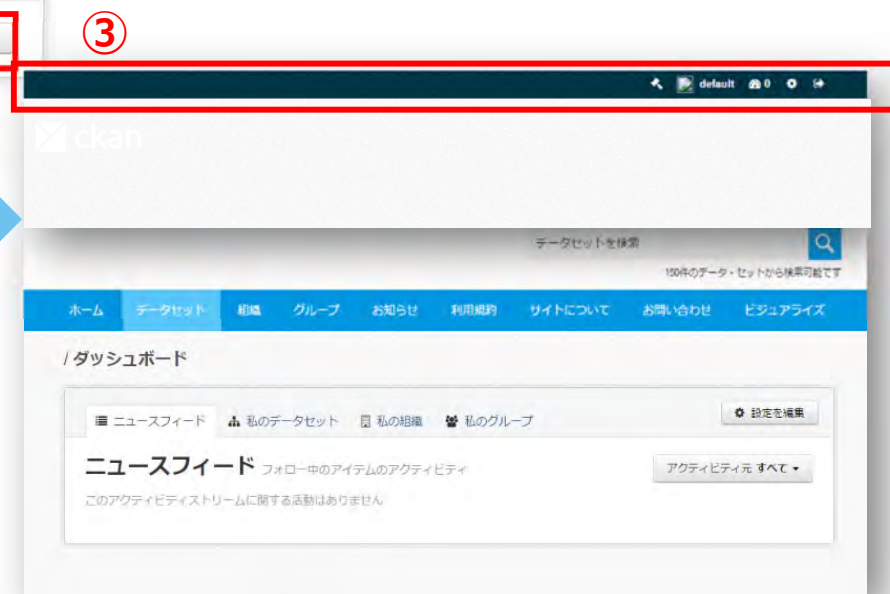 ③
default 0
ckan
データセットを検索
150件のデータ・セットから検索可能です
ホーム データセット 組織 グループ お知らせ 利用規約 サイトについて お問い合わせ ビジュアライズ
/ ダッシュボード
ニュースフィード 私のデータセット 私の組織 私のグループ 設定を編集
ニュースフィード フォロー中のアイテムのアクティビティ アクティビティ元 すべて
このアクティビティストリームに関する活動はありません